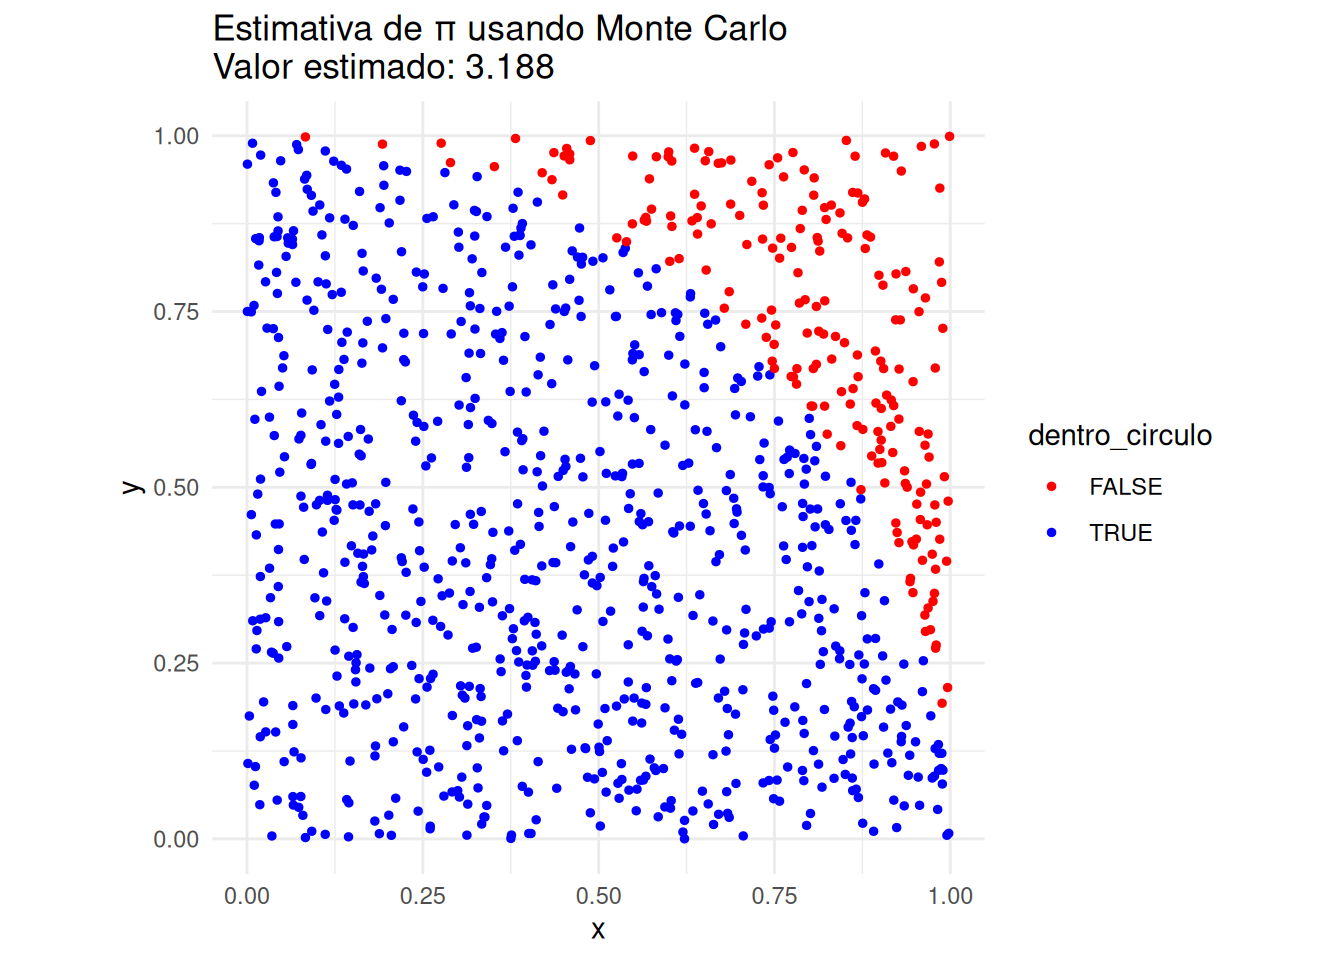 Estimativa de π usando Monte Carlo
Valor estimado: 3.188
1.00
0.75
0.50
0.25
0.00
y
0.00 0.25 0.50 0.75 1.00
x
dentro_circulo
FALSE
TRUE